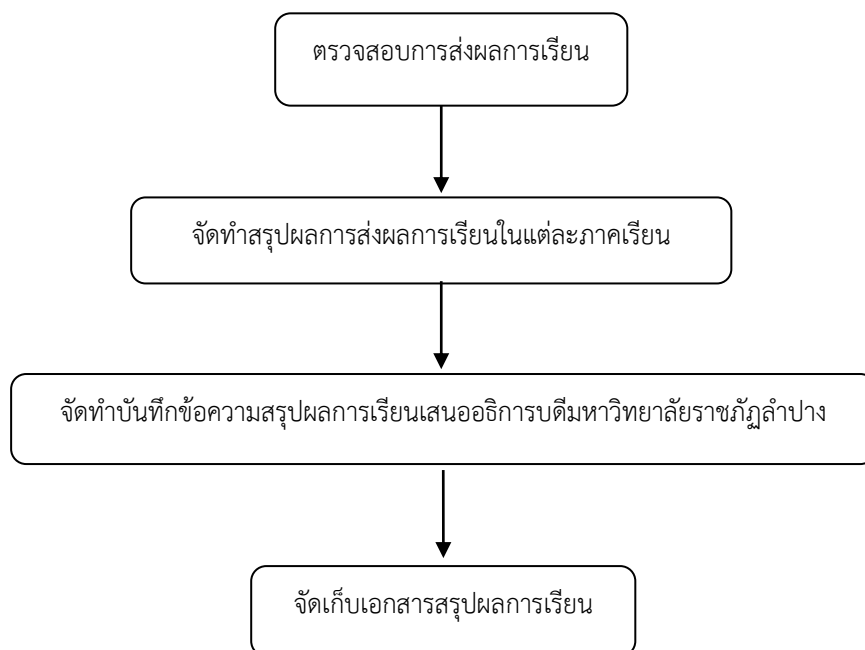 ตรวจสอบการส่งผลการเรียน
จัดทำสรุปผลการส่งผลการเรียนในแต่ละภาคเรียน
จัดทำบันทึกข้อความสรุปผลการเรียนเสนออธิการบดีมหาวิทยาลัยราชภัฏลำปาง
จัดเก็บเอกสารสรุปผลการเรียน